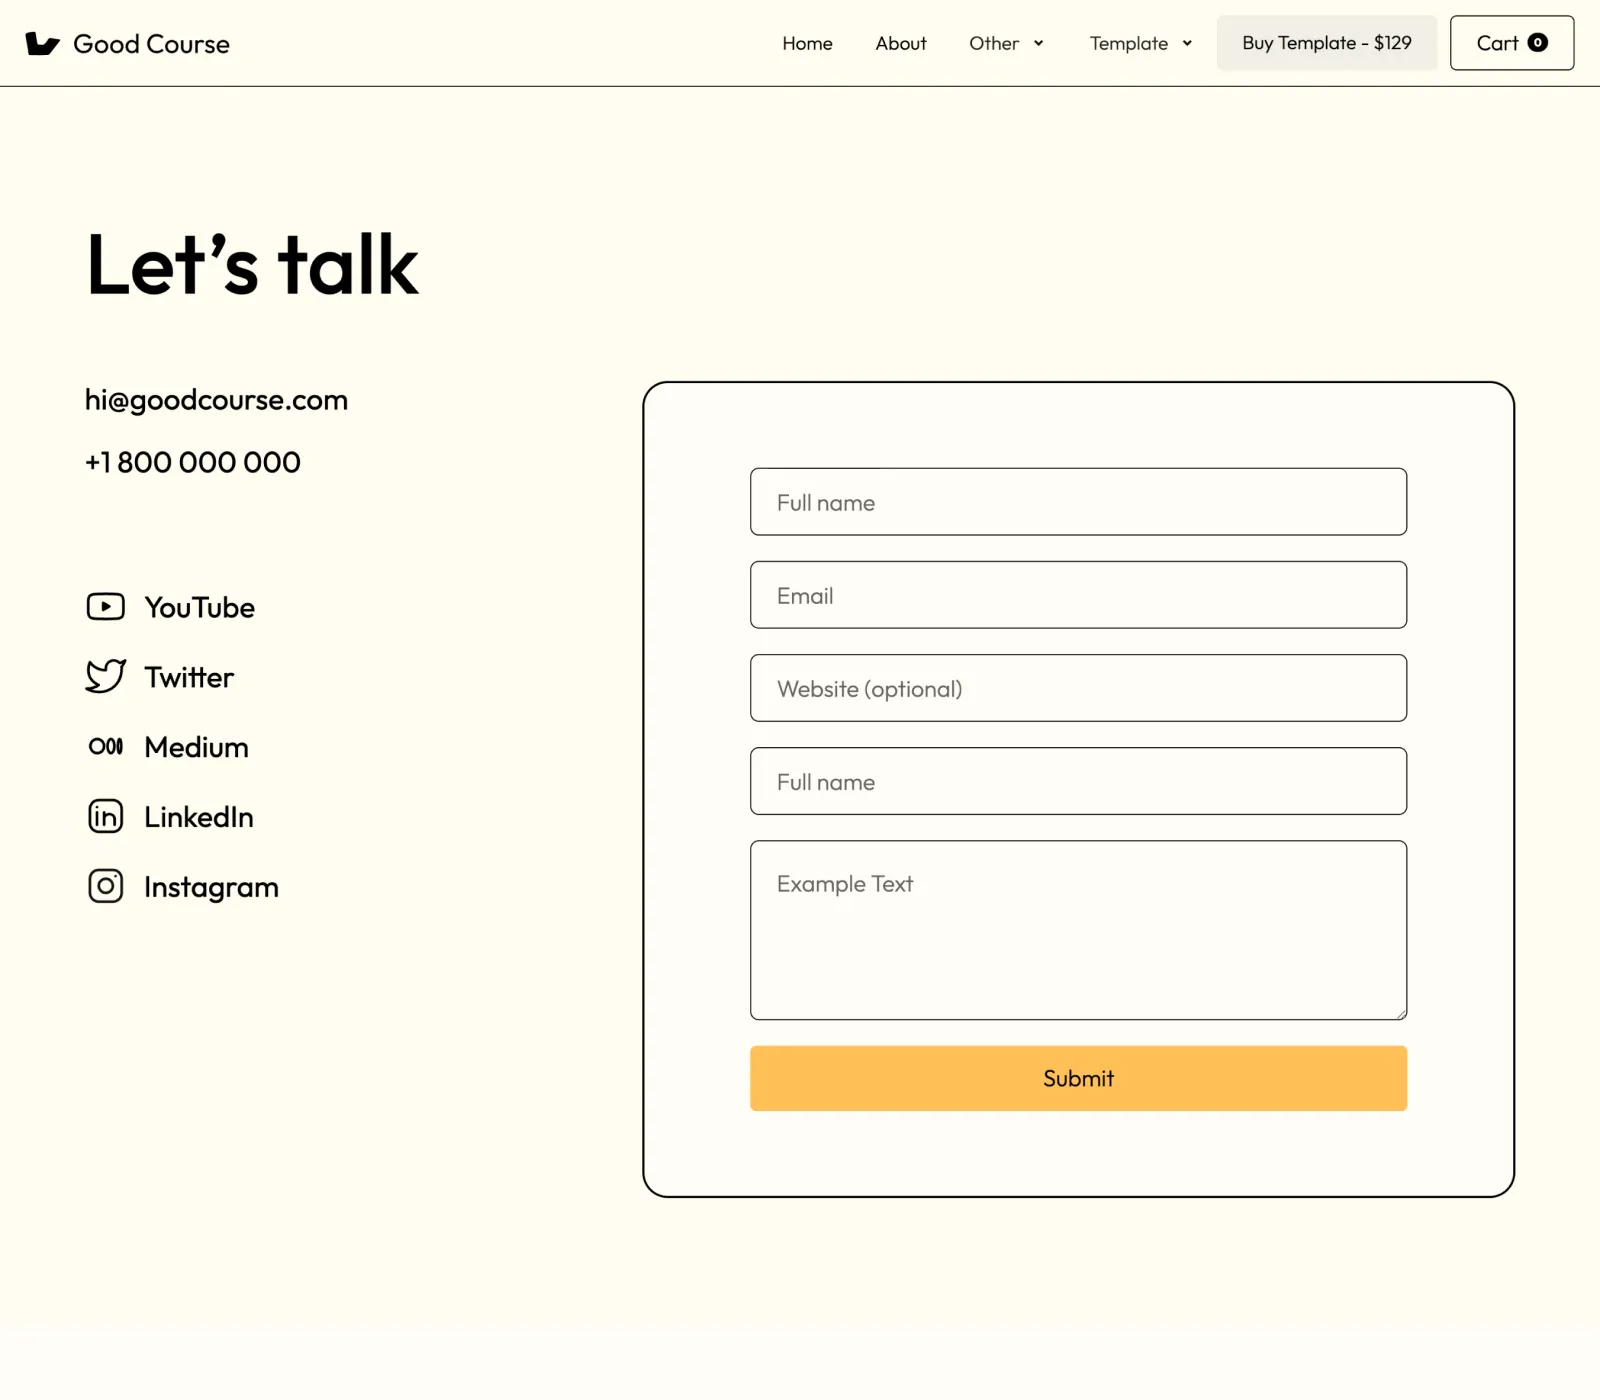 Good Course
Home
About
Other
Template
Buy Template - $129
Cart 0
Let’s talk
hi@goodcourse.com
+1 800 000 000
YouTube
Twitter
Medium
LinkedIn
Instagram
Full name
Email
Website (optional)
Full name
Example Text
Submit